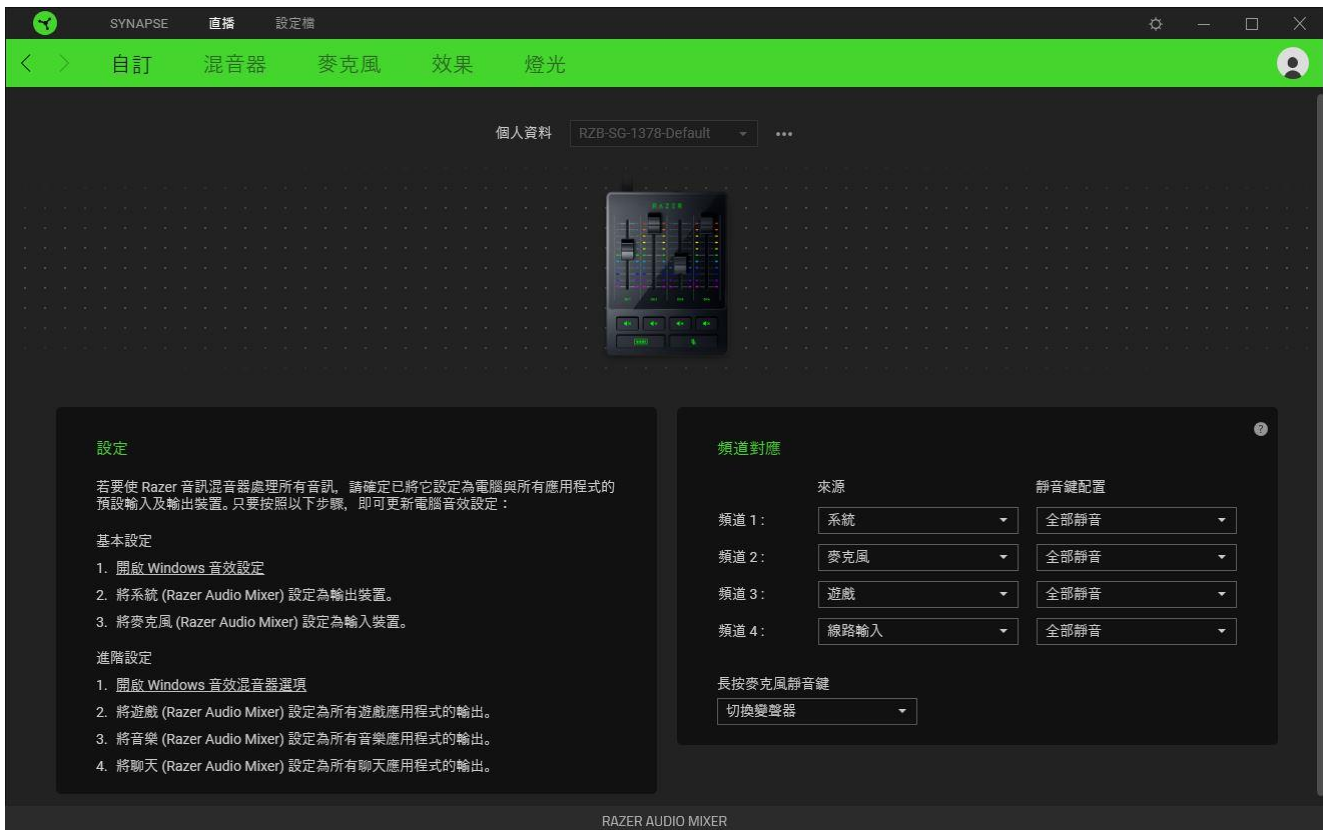 SYNAPSE 直播 設定檔
自訂 混音器 麥克風 效果 燈光
個人資料 RZB-SG-1378-Default
RAZER
設定
若要使 Razer 音訊混音器處理所有音訊，請確定已將它設定為電腦與所有應用程式的
預設輸入及輸出裝置。只要按照以下步驟，即可更新電腦音效設定：
基本設定
1. 開啟 Windows 音效設定
2. 將系統 (Razer Audio Mixer) 設定為輸出裝置。
3. 將麥克風 (Razer Audio Mixer) 設定為輸入裝置。
進階設定
1. 開啟 Windows 音效混音器選項
2. 將遊戲 (Razer Audio Mixer) 設定為所有遊戲應用程式的輸出。
3. 將音樂 (Razer Audio Mixer) 設定為所有音樂應用程式的輸出。
4. 將聊天 (Razer Audio Mixer) 設定為所有聊天應用程式的輸出。
頻道對應
來源 靜音鍵配置
頻道 1 : 系統 全部靜音
頻道 2 : 麥克風 全部靜音
頻道 3 : 遊戲 全部靜音
頻道 4 : 線路輸入 全部靜音
長按麥克風靜音鍵
切換變聲器
RAZER AUDIO MIXER